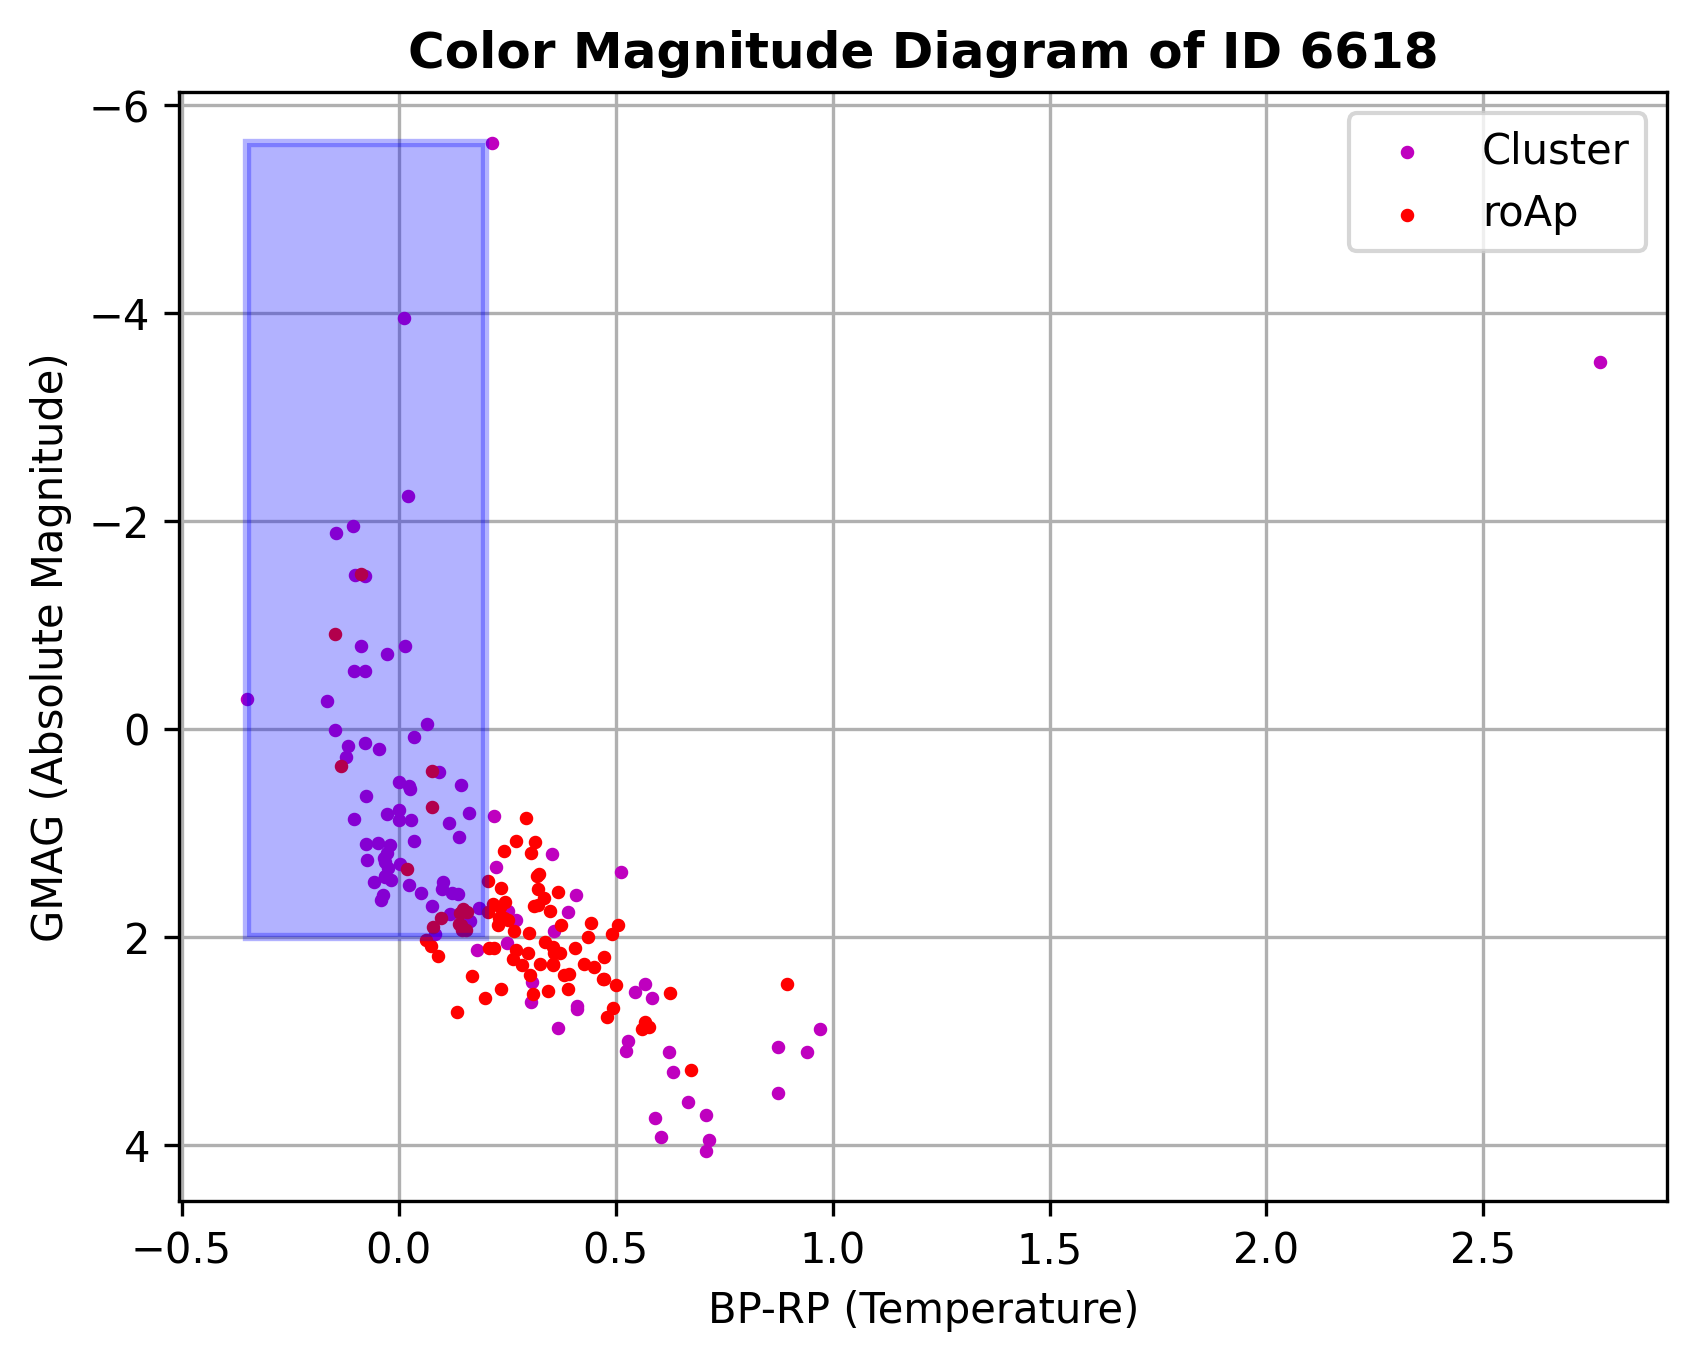 Color Magnitude Diagram of ID 6618
Cluster
roAp
GMAG (Absolute Magnitude)
−6
−4
−2
0
2
4
−0.5 0.0 0.5 1.0 1.5 2.0 2.5
BP-RP (Temperature)